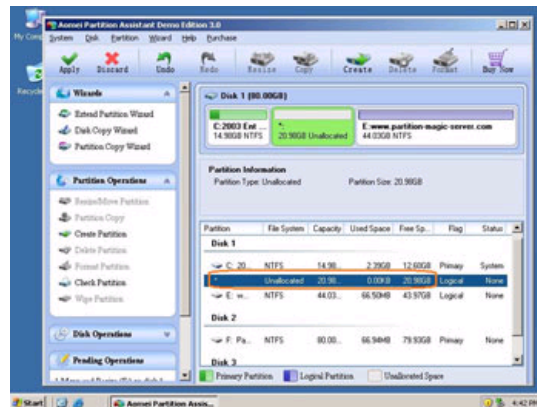 My Comp
Recycle
Aomei Partition Assistant Demo Edition 3.0
System Disk Partition Wizard Help Purchase
Apply Discard Undo Redo Resize Copy Create Delete Format Buy Now
Wizards
Extend Partition Wizard
Disk Copy Wizard
Partition Copy Wizard
Partition Operations
Resize/Move Partition
Partition Copy
Create Partition
Delete Partition
Format Partition
Check Partition
Wipe Partition
Disk Operations
Pending Operations
Disk 1 (80.00GB)
C:2003 Ent ...
14.90GB NTFS
*:
20.98GB Unallocated
E:www.partition-magic-server.com
44.03GB NTFS
Partition Information
Partition Type: Unallocated Partition Size: 20.98GB
Partition File System Capacity Used Space Free Sp... Flag Status
Disk 1
C: 20... NTFS 14.98... 2.39GB 12.60GB Primary System
* Unallocated 20.98... 0.00KB 20.98GB Logical None
E: w... NTFS 44.03... 66.50MB 43.97GB Logical None
Disk 2
F: Pa... NTFS 80.00... 66.94MB 79.93GB Primary None
Disk 3
Primary Partition Logical Partition Unallocated Space
Start Aomei Partition Assis... 4:42 PM